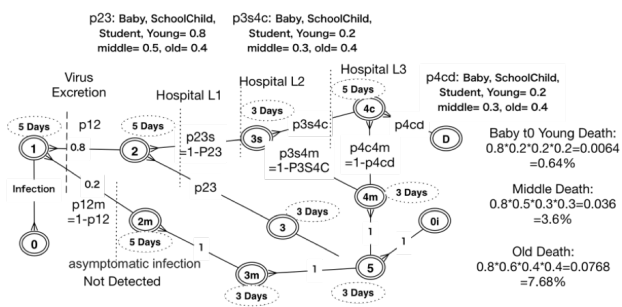 p23: Baby, SchoolChild,
Student, Young= 0.8
middle= 0.5, old= 0.4
p3s4c: Baby, SchoolChild,
Student, Young= 0.2
middle= 0.3, old= 0.4
Virus
Excretion
Hospital L1
Hospital L2
Hospital L3
p4cd: Baby, SchoolChild,
Student, Young= 0.2
middle= 0.3, old= 0.4
5 Days
p12
5 Days
3 Days
5 Days
1
0.8
2
p23s
=1-P23
3s
p3s4c
4c
p4cd
D
Baby t0 Young Death:
0.8*0.2*0.2*0.2=0.0064
=0.64%
Infection
0.2
p12m
=1-p12
p23
p3s4m
=1-P3S4C
p4c4m
=1-p4cd
4m
3 Days
Middle Death:
0.8*0.5*0.3*0.3=0.036
=3.6%
2m
5 Days
3
3 Days
0i
0
1
1
1
asymptomatic infection
Not Detected
3m
1
5
3 Days
3 Days
Old Death:
0.8*0.6*0.4*0.4=0.0768
=7.68%